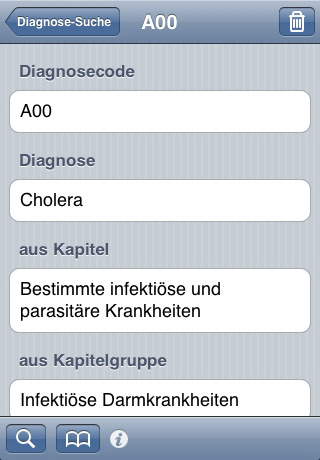 Diagnose-Suche
A00
Diagnosecode
A00
Diagnose
Cholera
aus Kapitel
Bestimmte infektiöse und
parasitäre Krankheiten
aus Kapitelgruppe
Infektiöse Darmkrankheiten
i